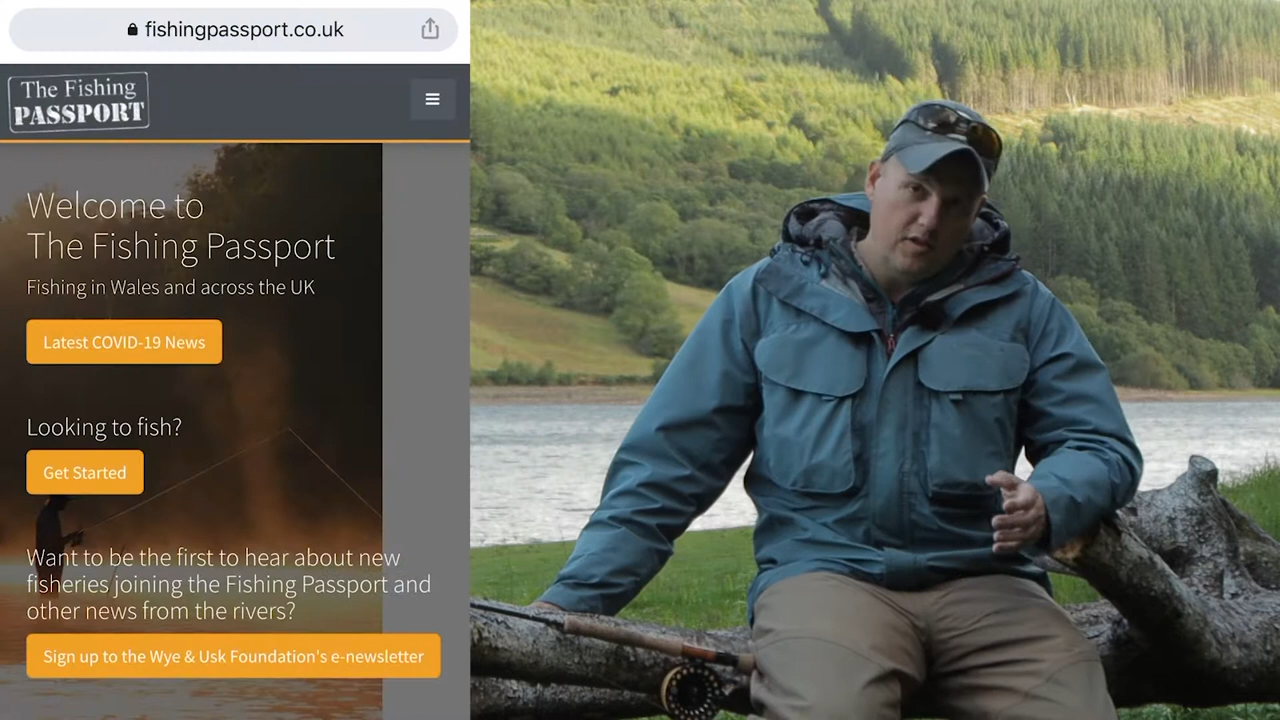 fishingpassport.co.uk
The Fishing
PASSPORT
Welcome to
The Fishing Passport
Fishing in Wales and across the UK
Latest COVID-19 News
Looking to fish?
Get Started
Want to be the first to hear about new
fisheries joining the Fishing Passport and
other news from the rivers?
Sign up to the Wye & Usk Foundation's e-newsletter